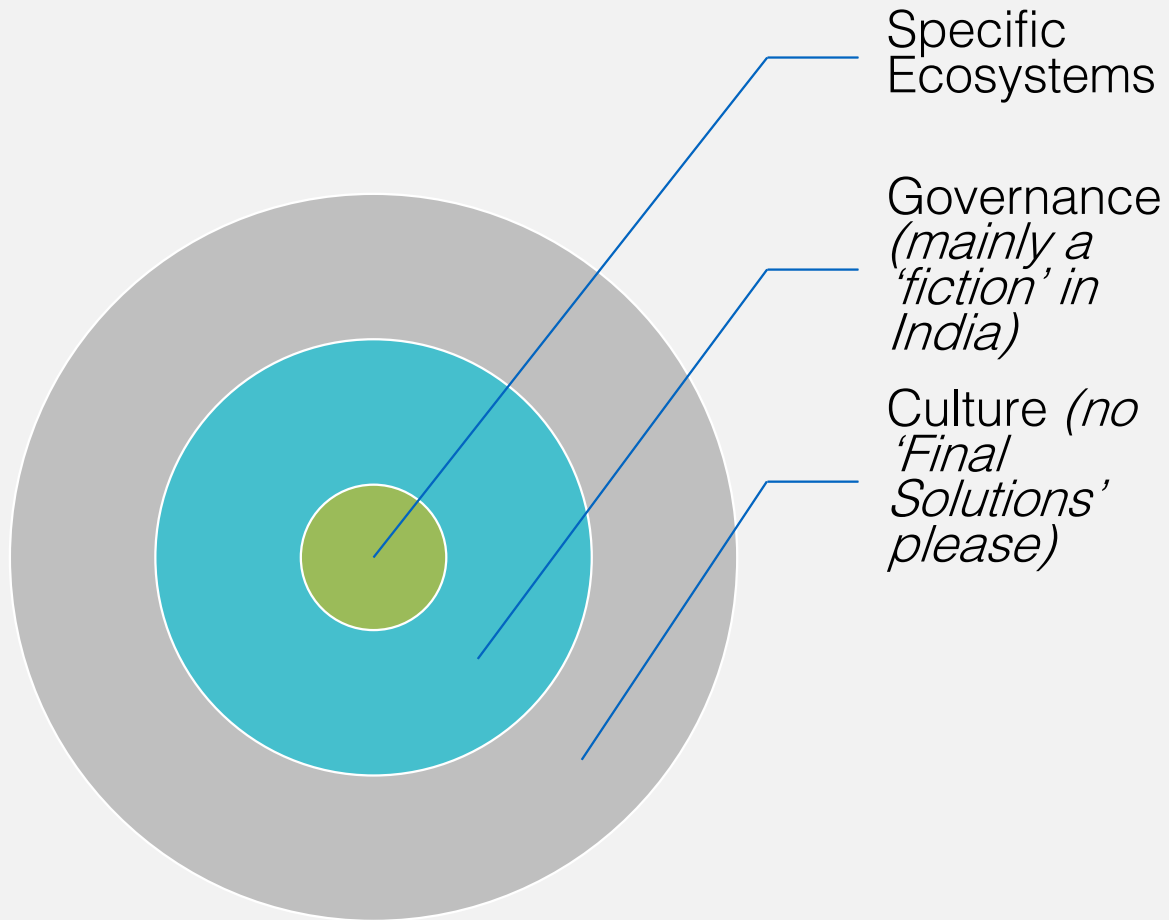 Specific
Ecosystems
Governance
(mainly a
‘fiction’ in
India)
Culture (no
‘Final
Solutions’
please)